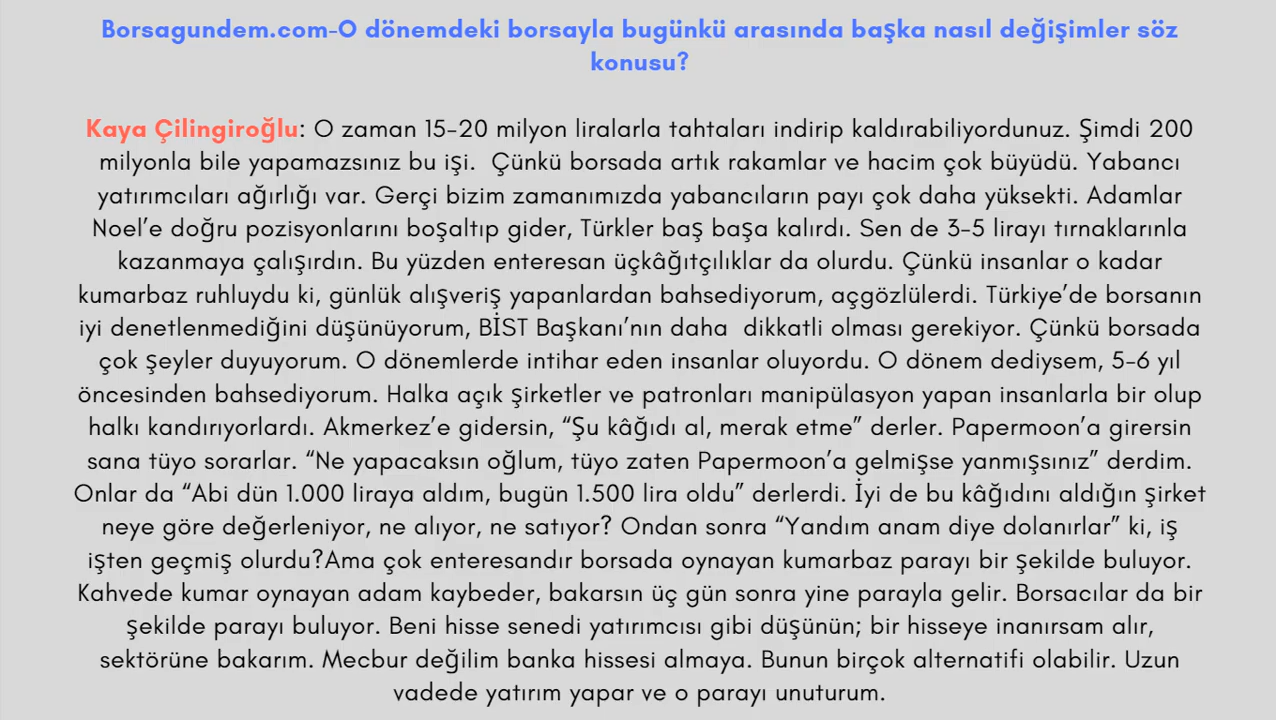 Borsagundem.com-O dönemdeki borsayla bugünkü arasında başka nasıl değişimler söz
konusu?
Kaya Çilingiroğlu: O zaman 15-20 milyon liralarla tahtaları indirip kaldırabiliyordunuz. Şimdi 200
milyonla bile yapamazsınız bu işi. Çünkü borsada artık rakamlar ve hacim çok büyüdü. Yabancı
yatırımcıları ağırlığı var. Gerçi bizim zamanımızda yabancıların payı çok daha yüksekti. Adamlar
Noel’e doğru pozisyonlarını boşaltıp gider, Türkler baş başa kalırdı. Sen de 3-5 lirayı tırnaklarınla
kazanmaya çalışırdın. Bu yüzden enteresan üçkâğıtçılıklar da olurdu. Çünkü insanlar o kadar
kumarbaz ruhluydu ki, günlük alışveriş yapanlardan bahsediyorum, açgözlülerdi. Türkiye’de borsanın
iyi denetlenmediğini düşünüyorum, BİST Başkanı’nın daha dikkatli olması gerekiyor. Çünkü borsada
çok şeyler duyuyorum. O dönemlerde intihar eden insanlar oluyordu. O dönem dediysem, 5-6 yıl
öncesinden bahsediyorum. Halka açık şirketler ve patronları manipülasyon yapan insanlarla bir olup
halkı kandırıyorlardı. Akmerkez’e gidersin, “Şu kâğıdı al, merak etme” derler. Papermoon’a girersin
sana tüyo sorarlar. “Ne yapacaksın oğlum, tüyo zaten Papermoon’a gelmişse yanmışsınız” derdim.
Onlar da “Abi dün 1.000 liraya aldım, bugün 1.500 lira oldu” derlerdi. İyi de bu kâğıdını aldığın şirket
neye göre değerleniyor, ne alıyor, ne satıyor? Ondan sonra “Yandım anam diye dolanırlar” ki, iş
işten geçmiş olurdu?Ama çok enteresandır borsada oynayan kumarbaz parayı bir şekilde buluyor.
Kahvede kumar oynayan adam kaybeder, bakarsın üç gün sonra yine parayla gelir. Borsacılar da bir
şekilde parayı buluyor. Beni hisse senedi yatırımcısı gibi düşünün; bir hisseye inanırsam alır,
sektörüne bakarım. Mecbur değilim banka hissesi almaya. Bunun birçok alternatifi olabilir. Uzun
vadede yatırım yapar ve o parayı unuturum.